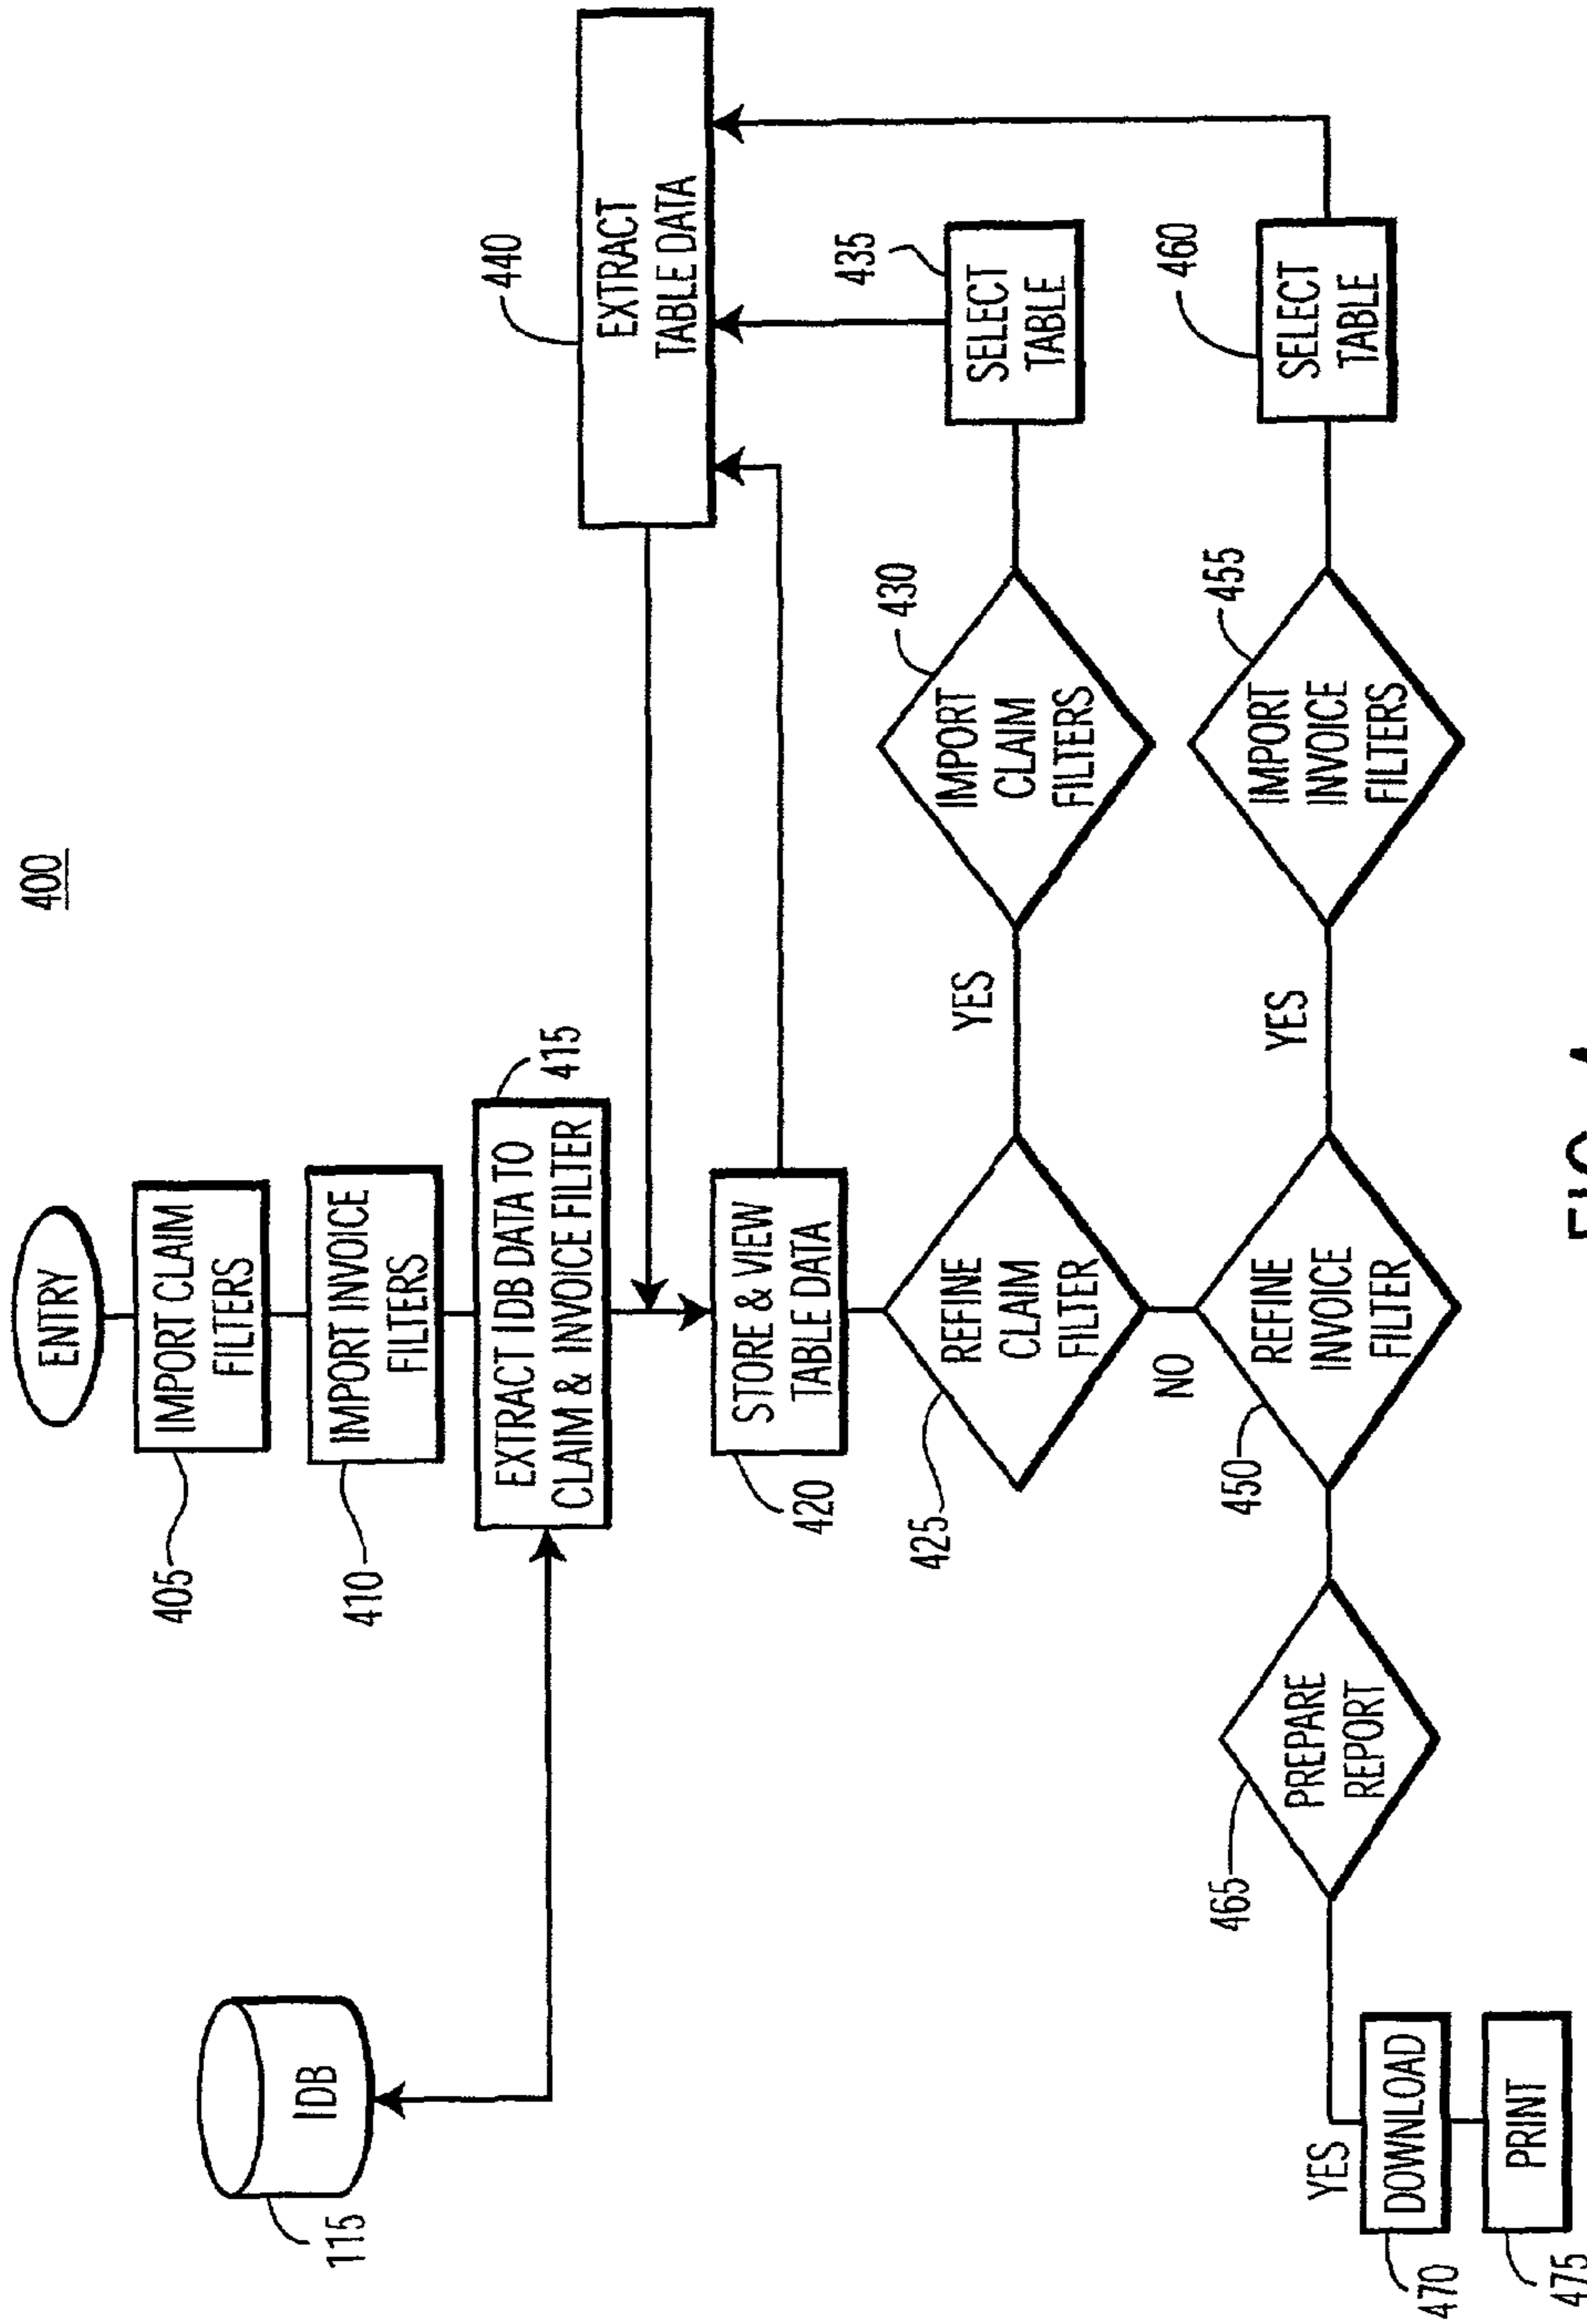 400
ENTRY
IMPORT CLAIM
FILTERS
405
IMPORT INVOICE
FILTERS
410
IDB
115
EXTRACT IDB DATA TO
CLAIM & INVOICE FILTER
415
EXTRACT
TABLE DATA
440
STORE & VIEW
TABLE DATA
420
REFINE
CLAIM
FILTER
425
YES
IMPORT
CLAIM
FILTERS
430
SELECT
TABLE
435
NO
REFINE
INVOICE
FILTER
450
YES
IMPORT
INVOICE
FILTERS
455
SELECT
TABLE
460
PREPARE
REPORT
465
YES
DOWNLOAD
470
PRINT
475